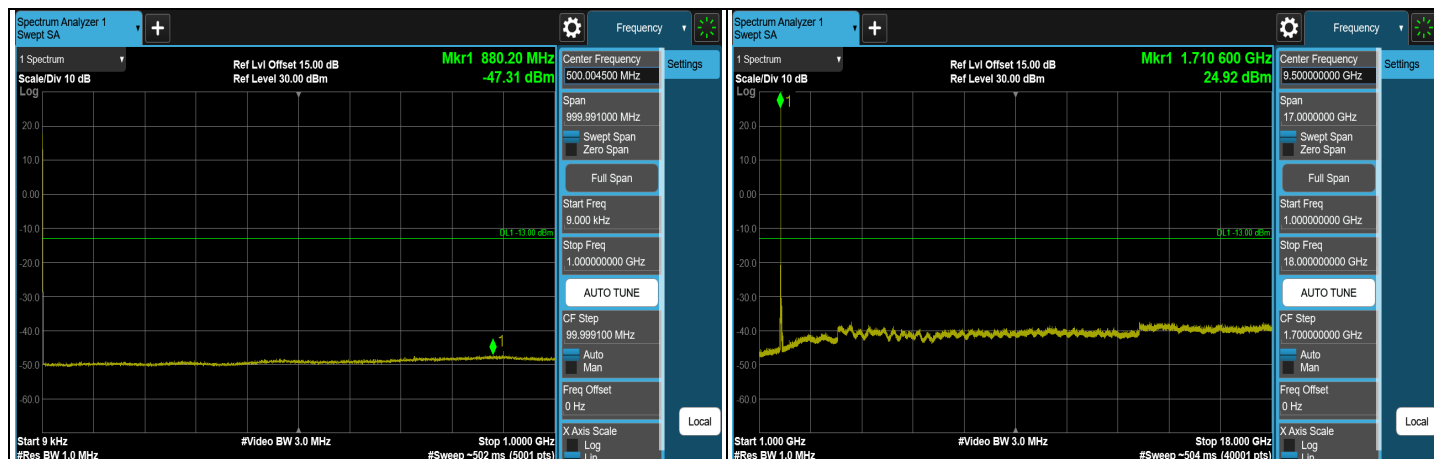 Spectrum Analyzer 1
Swept SA
+
Frequency
1 Spectrum
Scale/Div 10 dB
Log
Ref Lvl Offset 15.00 dB
Ref Level 30.00 dBm
Mkr1 880.20 MHz
-47.31 dBm
20.0
10.0
0.00
-10.0
-20.0
-30.0
-40.0
-50.0
-60.0
DL1 -13.00 dBm
1
Start 9 kHz
#Res BW 1.0 MHz
#Video BW 3.0 MHz
Stop 1.0000 GHz
#Sweep ~502 ms (5001 pts)
Center Frequency
500.004500 MHz
Span
999.991000 MHz
Swept Span
Zero Span
Full Span
Start Freq
9.000 kHz
Stop Freq
1.000000000 GHz
AUTO TUNE
CF Step
99.999100 MHz
Auto
Man
Freq Offset
0 Hz
X Axis Scale
Log
Lin
Settings
Local
Spectrum Analyzer 1
Swept SA
+
Frequency
1 Spectrum
Scale/Div 10 dB
Log
Ref Lvl Offset 15.00 dB
Ref Level 30.00 dBm
Mkr1 1.710 600 GHz
24.92 dBm
1
20.0
10.0
0.00
-10.0
-20.0
-30.0
-40.0
-50.0
-60.0
DL1 -13.00 dBm
Start 1.000 GHz
#Res BW 1.0 MHz
#Video BW 3.0 MHz
Stop 18.000 GHz
#Sweep ~504 ms (40001 pts)
Center Frequency
9.500000000 GHz
Span
17.0000000 GHz
Swept Span
Zero Span
Full Span
Start Freq
1.000000000 GHz
Stop Freq
18.000000000 GHz
AUTO TUNE
CF Step
1.700000000 GHz
Auto
Man
Freq Offset
0 Hz
X Axis Scale
Log
Lin
Settings
Local